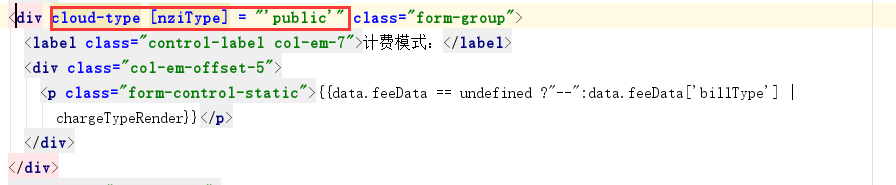 <div cloud-type [nziType] = "'public'" class="form-group">
<label class="control-label col-em-7">计费模式：</label>
<div class="col-em-offset-5">
<p class="form-control-static">{{data.feeData == undefined ?"--":data.feeData['billType'] |
chargeTypeRender}}</p>
</div>
</div>